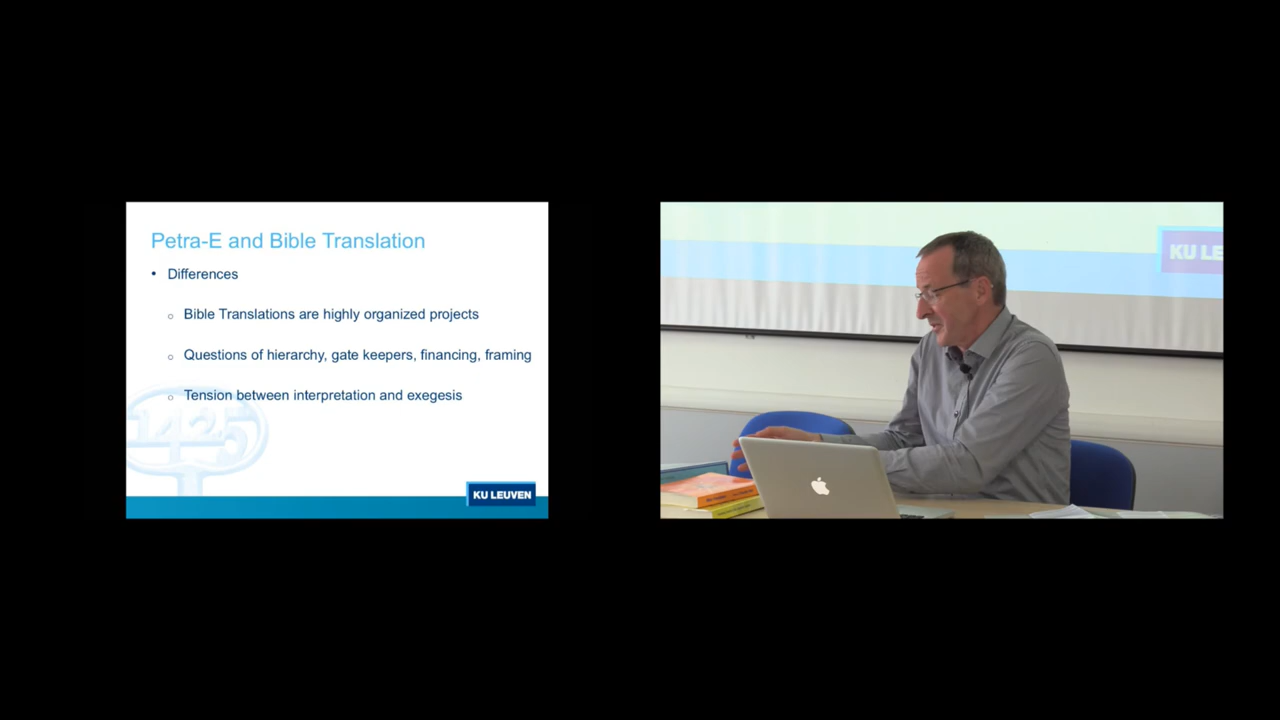 Petra-E and Bible Translation
• Differences
○ Bible Translations are highly organized projects
○ Questions of hierarchy, gate keepers, financing, framing
○ Tension between interpretation and exegesis
1425
KU LEUVEN
KU LE